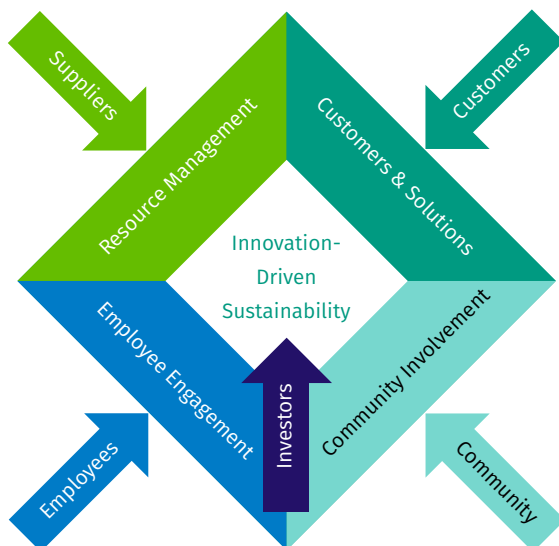 Suppliers
Customers
Resource Management
Customers & Solutions
Innovation-
Driven
Sustainability
Employee Engagement
Community Involvement
Investors
Employees
Community